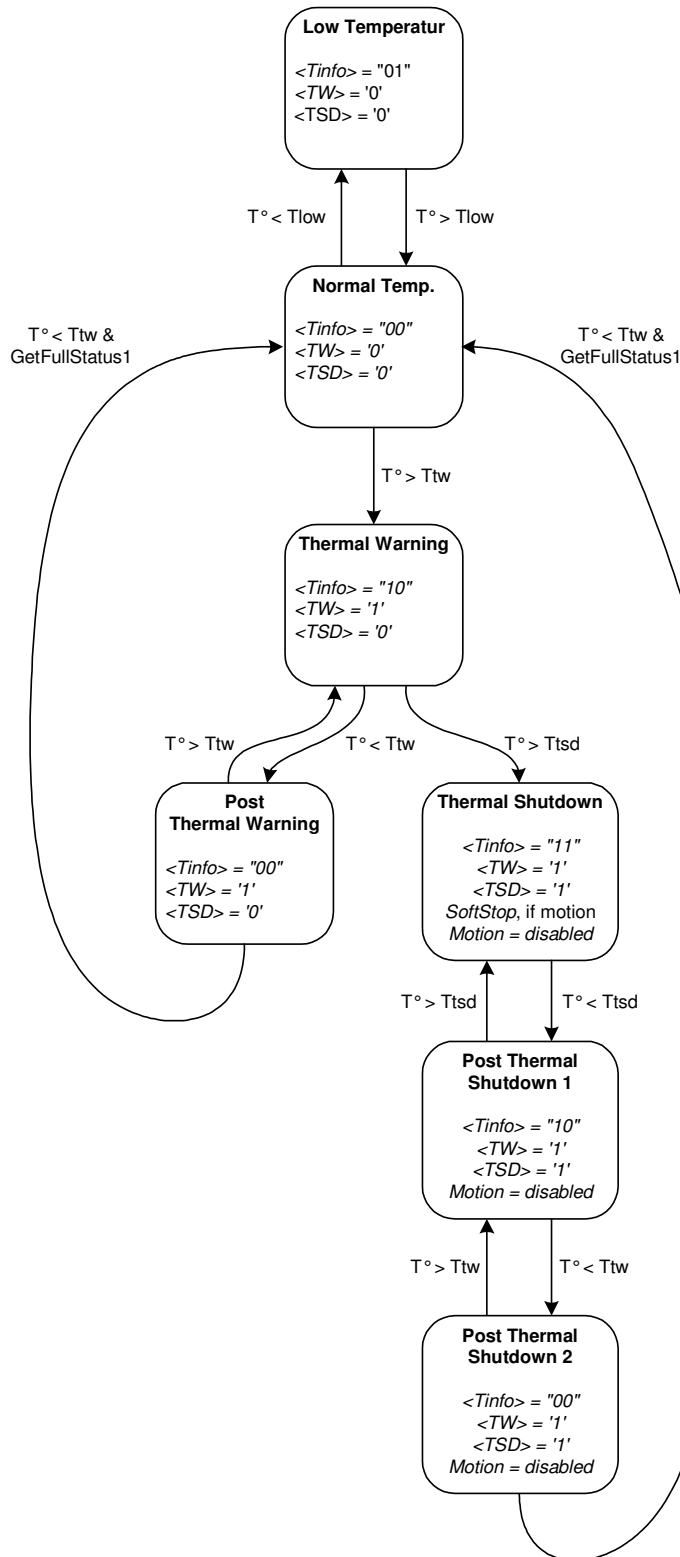 Low Temperatur
<Tinfo> = "01"
<TW> = '0'
<TSD> = '0'
T° < Tlow
T° > Tlow
Normal Temp.
<Tinfo> = "00"
<TW> = '0'
<TSD> = '0'
T° < Ttw &
GetFullStatus1
T° < Ttw &
GetFullStatus1
T° > Ttw
Thermal Warning
<Tinfo> = "10"
<TW> = '1'
<TSD> = '0'
T° > Ttw
T° < Ttw
T° > Ttsd
Post
Thermal Warning
<Tinfo> = "00"
<TW> = '1'
<TSD> = '0'
Thermal Shutdown
<Tinfo> = "11"
<TW> = '1'
<TSD> = '1'
SoftStop, if motion
Motion = disabled
T° > Ttsd
T° < Ttsd
Post Thermal
Shutdown 1
<Tinfo> = "10"
<TW> = '1'
<TSD> = '1'
Motion = disabled
T° > Ttw
T° < Ttw
Post Thermal
Shutdown 2
<Tinfo> = "00"
<TW> = '1'
<TSD> = '1'
Motion = disabled